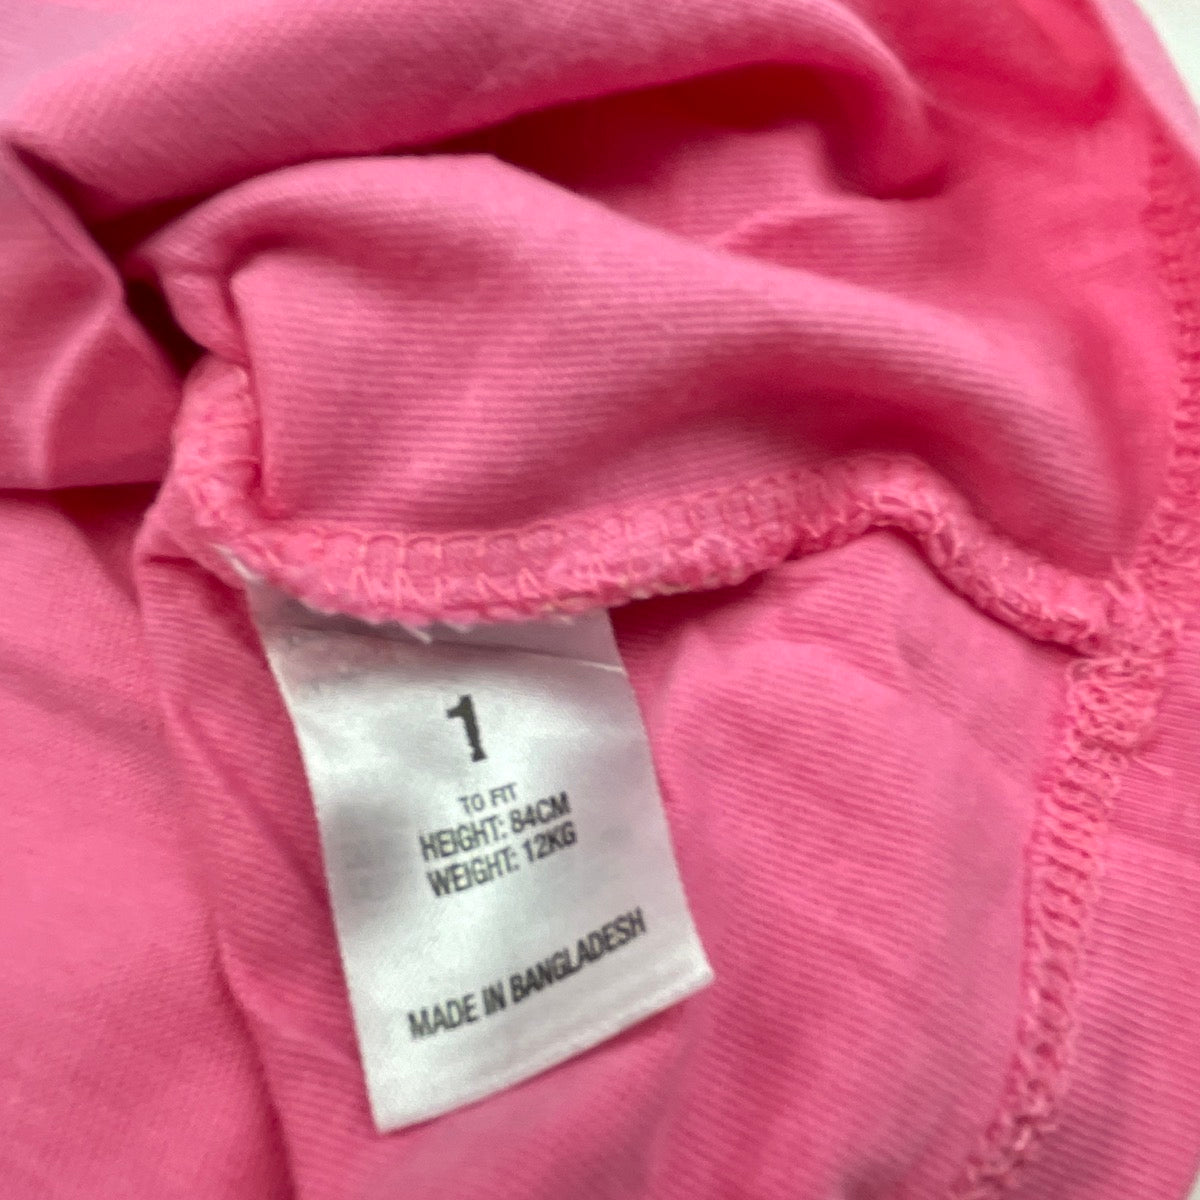 1
TO FIT
HEIGHT: 84CM
WEIGHT: 12KG
MADE IN BANGLADESH